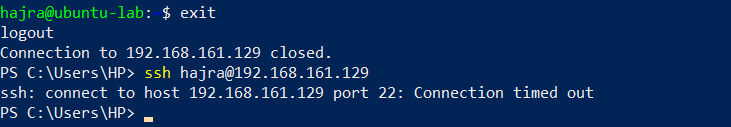 hajra@ubuntu-lab:~$ exit
logout
Connection to 192.168.161.129 closed.
PS C:\Users\HP> ssh hajra@192.168.161.129
ssh: connect to host 192.168.161.129 port 22: Connection timed out
PS C:\Users\HP>